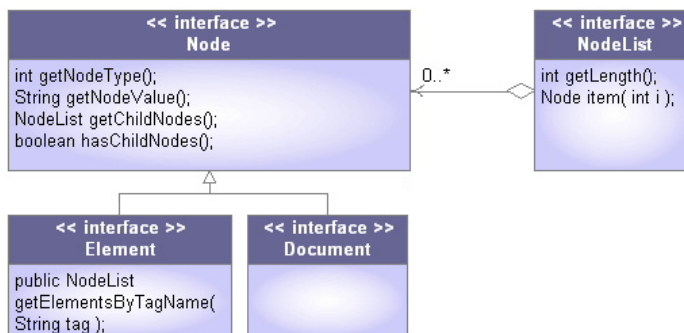 << interface >>
Node
int getNodeType();
String getNodeValue();
NodeList getChildNodes();
boolean hasChildNodes();
0..*
<< interface >>
NodeList
int getLength();
Node item( int i );
<< interface >>
Element
public NodeList
getElementsByTagName(
String tag );
<< interface >>
Document